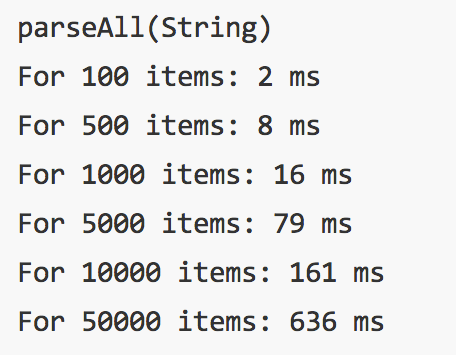 parseAll(String)
For 100 items: 2 ms
For 500 items: 8 ms
For 1000 items: 16 ms
For 5000 items: 79 ms
For 10000 items: 161 ms
For 50000 items: 636 ms